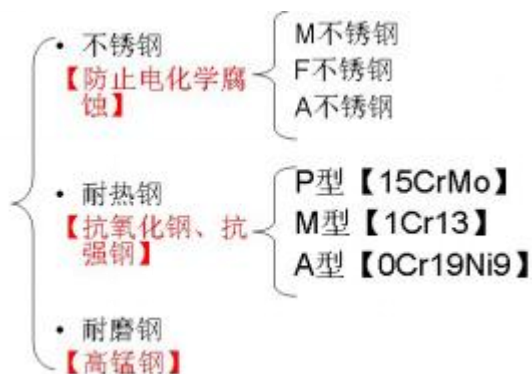 • 不锈钢
【防止电化学腐
蚀】
M不锈钢
F不锈钢
A不锈钢
• 耐热钢
【抗氧化钢、抗
强钢】
P型【15CrMo】
M型【1Cr13】
A型【0Cr19Ni9】
• 耐磨钢
【高锰钢】